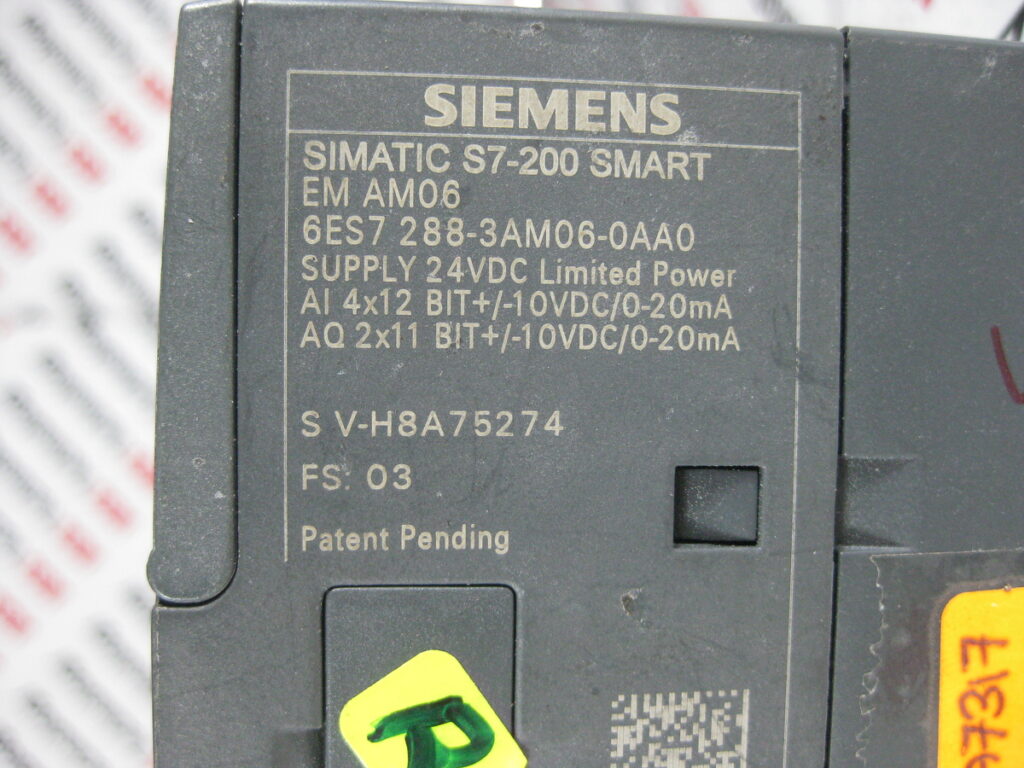 SIEMENS
SIMATIC S7-200 SMART
EM AM06
6ES7 288-3AM06-0AA0
SUPPLY 24VDC Limited Power
AI 4x12 BIT+/-10VDC/0-20mA
AQ 2x11 BIT+/-10VDC/0-20mA
S V-H8A75274
FS: 03
Patent Pending
R